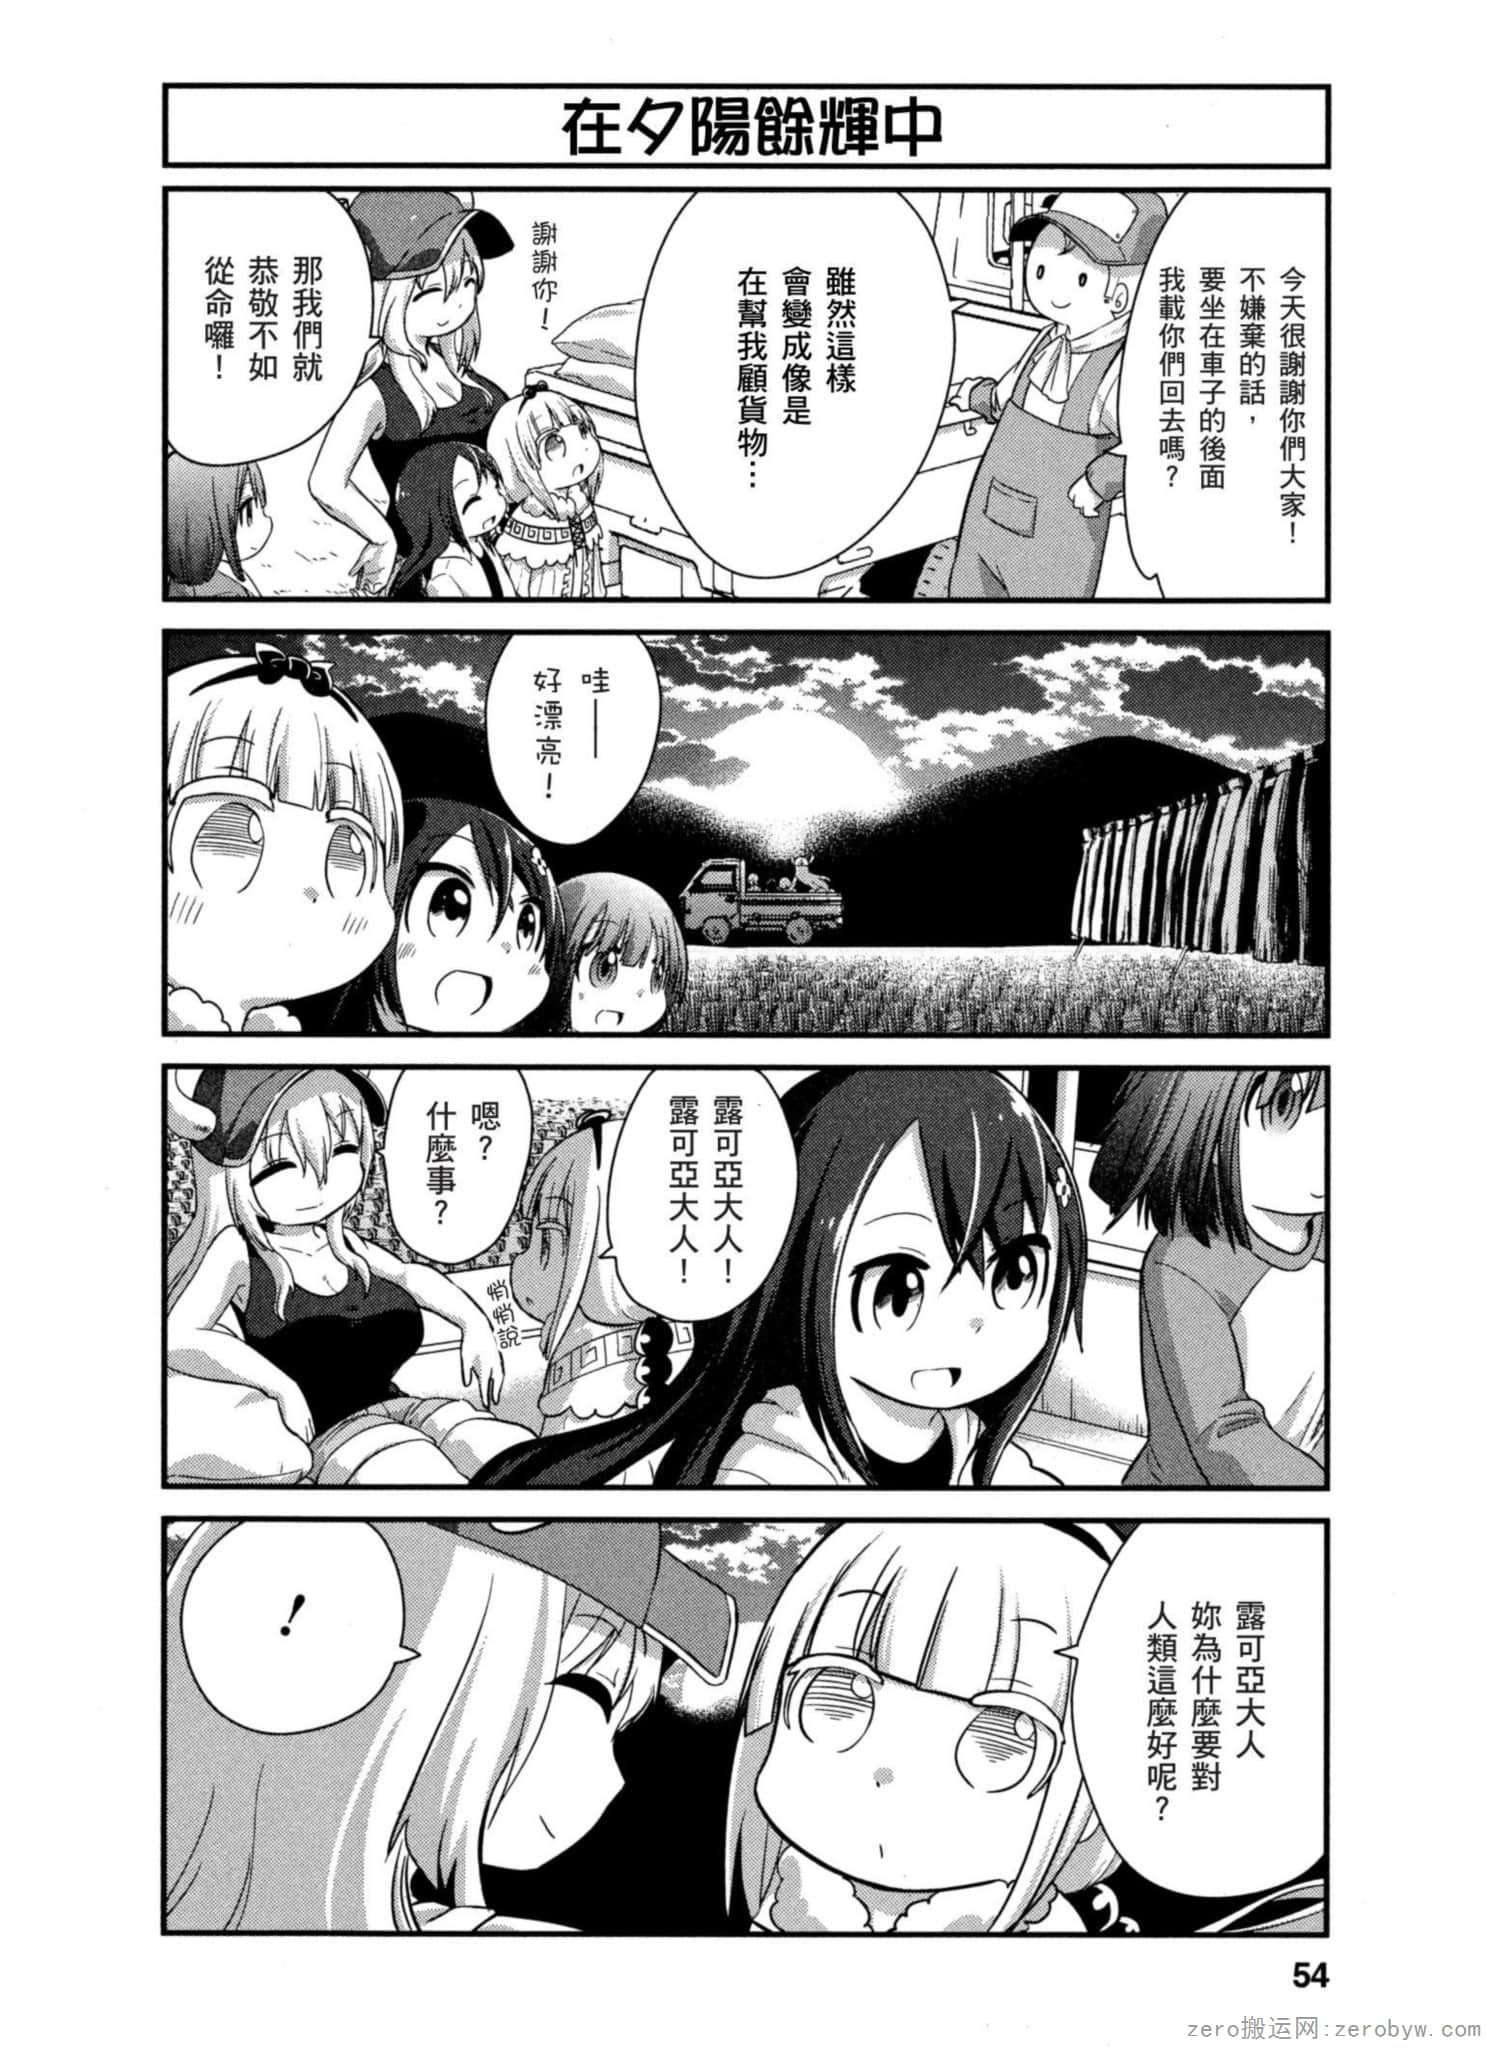 在夕陽餘輝中
今天很謝謝你們大家！
不嫌棄的話，
要坐在車子的後面
我載你們回去嗎？
雖然這樣
會變成像是
在幫我顧貨物…
謝謝你！
那我們就
恭敬不如
從命囉！
哇——
好漂亮！
露可亞大人！
露可亞大人！
嗯？
什麼事？
悄悄說
露可亞大人
妳為什麼要對
人類這麼好呢？
！
54
zero搬运网:zerobyw.com